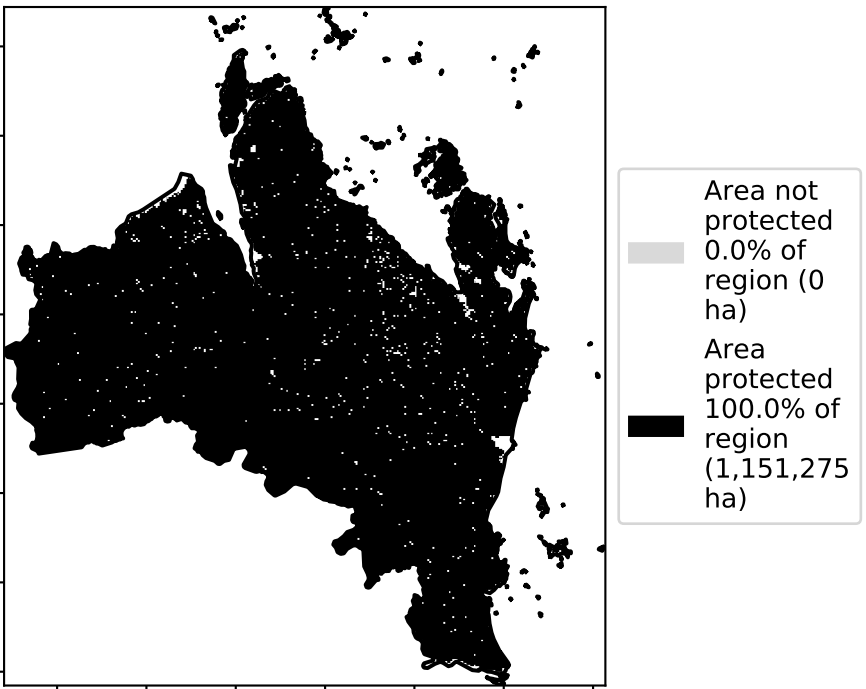 Area not
protected
0.0% of
region (0
ha)
Area
protected
100.0% of
region
(1,151,275
ha)